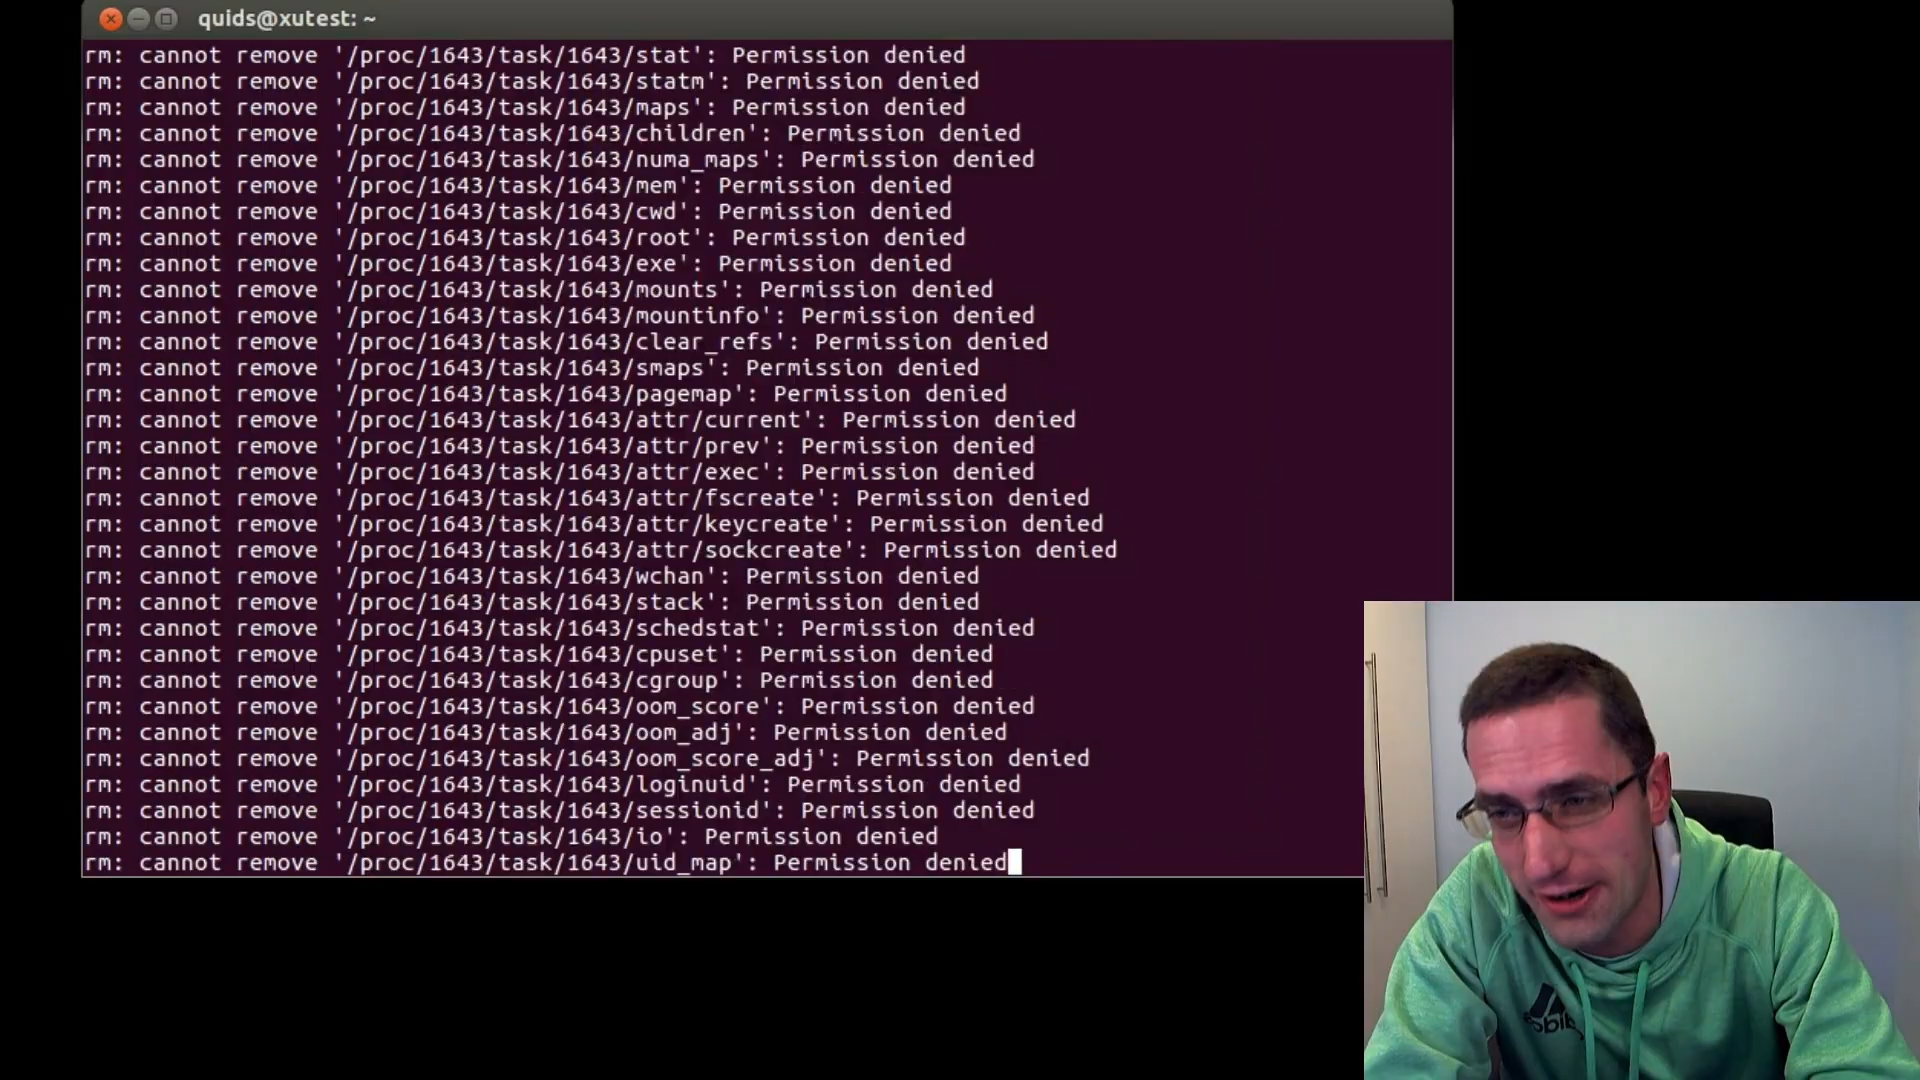 quids@xutest: ~
rm: cannot remove '/proc/1643/task/1643/stat': Permission denied
rm: cannot remove '/proc/1643/task/1643/statm': Permission denied
rm: cannot remove '/proc/1643/task/1643/maps': Permission denied
rm: cannot remove '/proc/1643/task/1643/children': Permission denied
rm: cannot remove '/proc/1643/task/1643/numa_maps': Permission denied
rm: cannot remove '/proc/1643/task/1643/mem': Permission denied
rm: cannot remove '/proc/1643/task/1643/cwd': Permission denied
rm: cannot remove '/proc/1643/task/1643/root': Permission denied
rm: cannot remove '/proc/1643/task/1643/exe': Permission denied
rm: cannot remove '/proc/1643/task/1643/mounts': Permission denied
rm: cannot remove '/proc/1643/task/1643/mountinfo': Permission denied
rm: cannot remove '/proc/1643/task/1643/clear_refs': Permission denied
rm: cannot remove '/proc/1643/task/1643/smaps': Permission denied
rm: cannot remove '/proc/1643/task/1643/pagemap': Permission denied
rm: cannot remove '/proc/1643/task/1643/attr/current': Permission denied
rm: cannot remove '/proc/1643/task/1643/attr/prev': Permission denied
rm: cannot remove '/proc/1643/task/1643/attr/exec': Permission denied
rm: cannot remove '/proc/1643/task/1643/attr/fscreate': Permission denied
rm: cannot remove '/proc/1643/task/1643/attr/keycreate': Permission denied
rm: cannot remove '/proc/1643/task/1643/attr/sockcreate': Permission denied
rm: cannot remove '/proc/1643/task/1643/wchan': Permission denied
rm: cannot remove '/proc/1643/task/1643/stack': Permission denied
rm: cannot remove '/proc/1643/task/1643/schedstat': Permission denied
rm: cannot remove '/proc/1643/task/1643/cpuset': Permission denied
rm: cannot remove '/proc/1643/task/1643/cgroup': Permission denied
rm: cannot remove '/proc/1643/task/1643/oom_score': Permission denied
rm: cannot remove '/proc/1643/task/1643/oom_adj': Permission denied
rm: cannot remove '/proc/1643/task/1643/oom_score_adj': Permission denied
rm: cannot remove '/proc/1643/task/1643/loginuid': Permission denied
rm: cannot remove '/proc/1643/task/1643/sessionid': Permission denied
rm: cannot remove '/proc/1643/task/1643/io': Permission denied
rm: cannot remove '/proc/1643/task/1643/uid_map': Permission denied